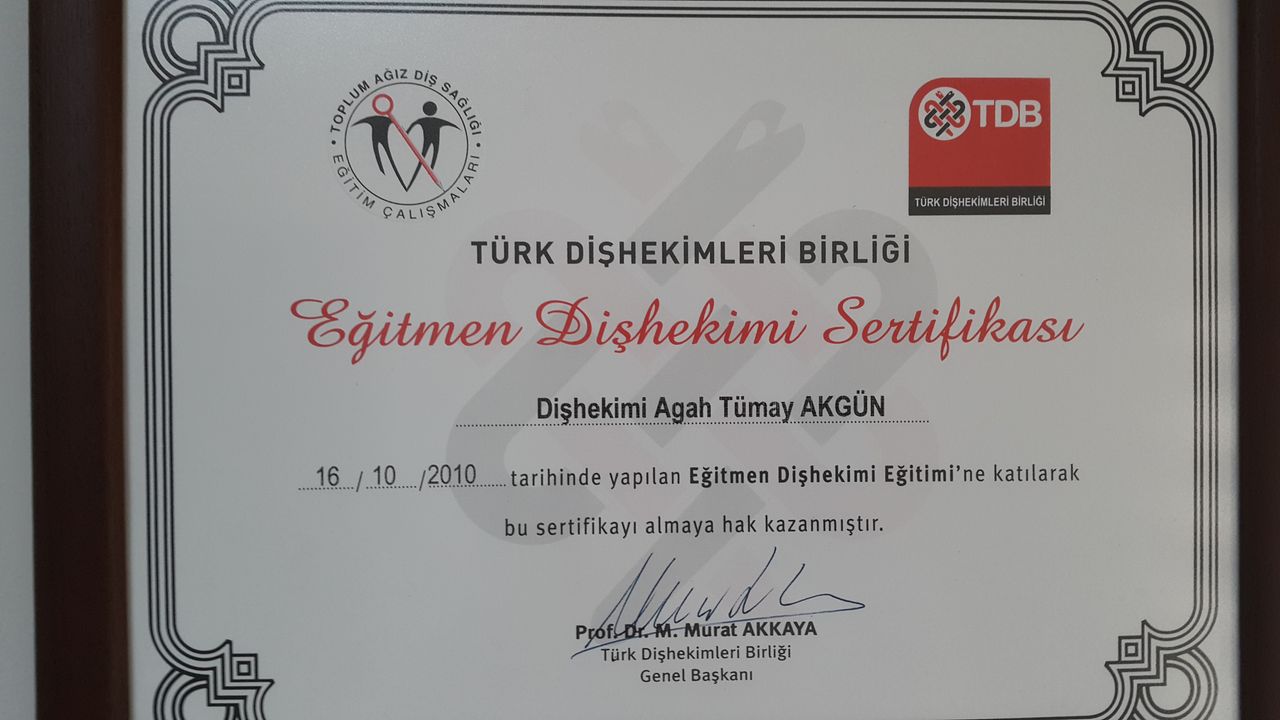 • TOPLUM AĞIZ DİŞ SAĞLIĞI •
EĞİTİM ÇALIŞMALARI
TDB
TÜRK DİŞHEKİMLERİ BİRLİĞİ
TÜRK DİŞHEKİMLERİ BİRLİĞİ
Eğitmen Dişhekimi Sertifikası
Dişhekimi Agah Tümay AKGÜN
16 / 10 /2010 tarihinde yapılan Eğitmen Dişhekimi Eğitimi'ne katılarak
bu sertifikayı almaya hak kazanmıştır.
Prof. Dr. M. Murat AKKAYA
Türk Dişhekimleri Birliği
Genel Başkanı